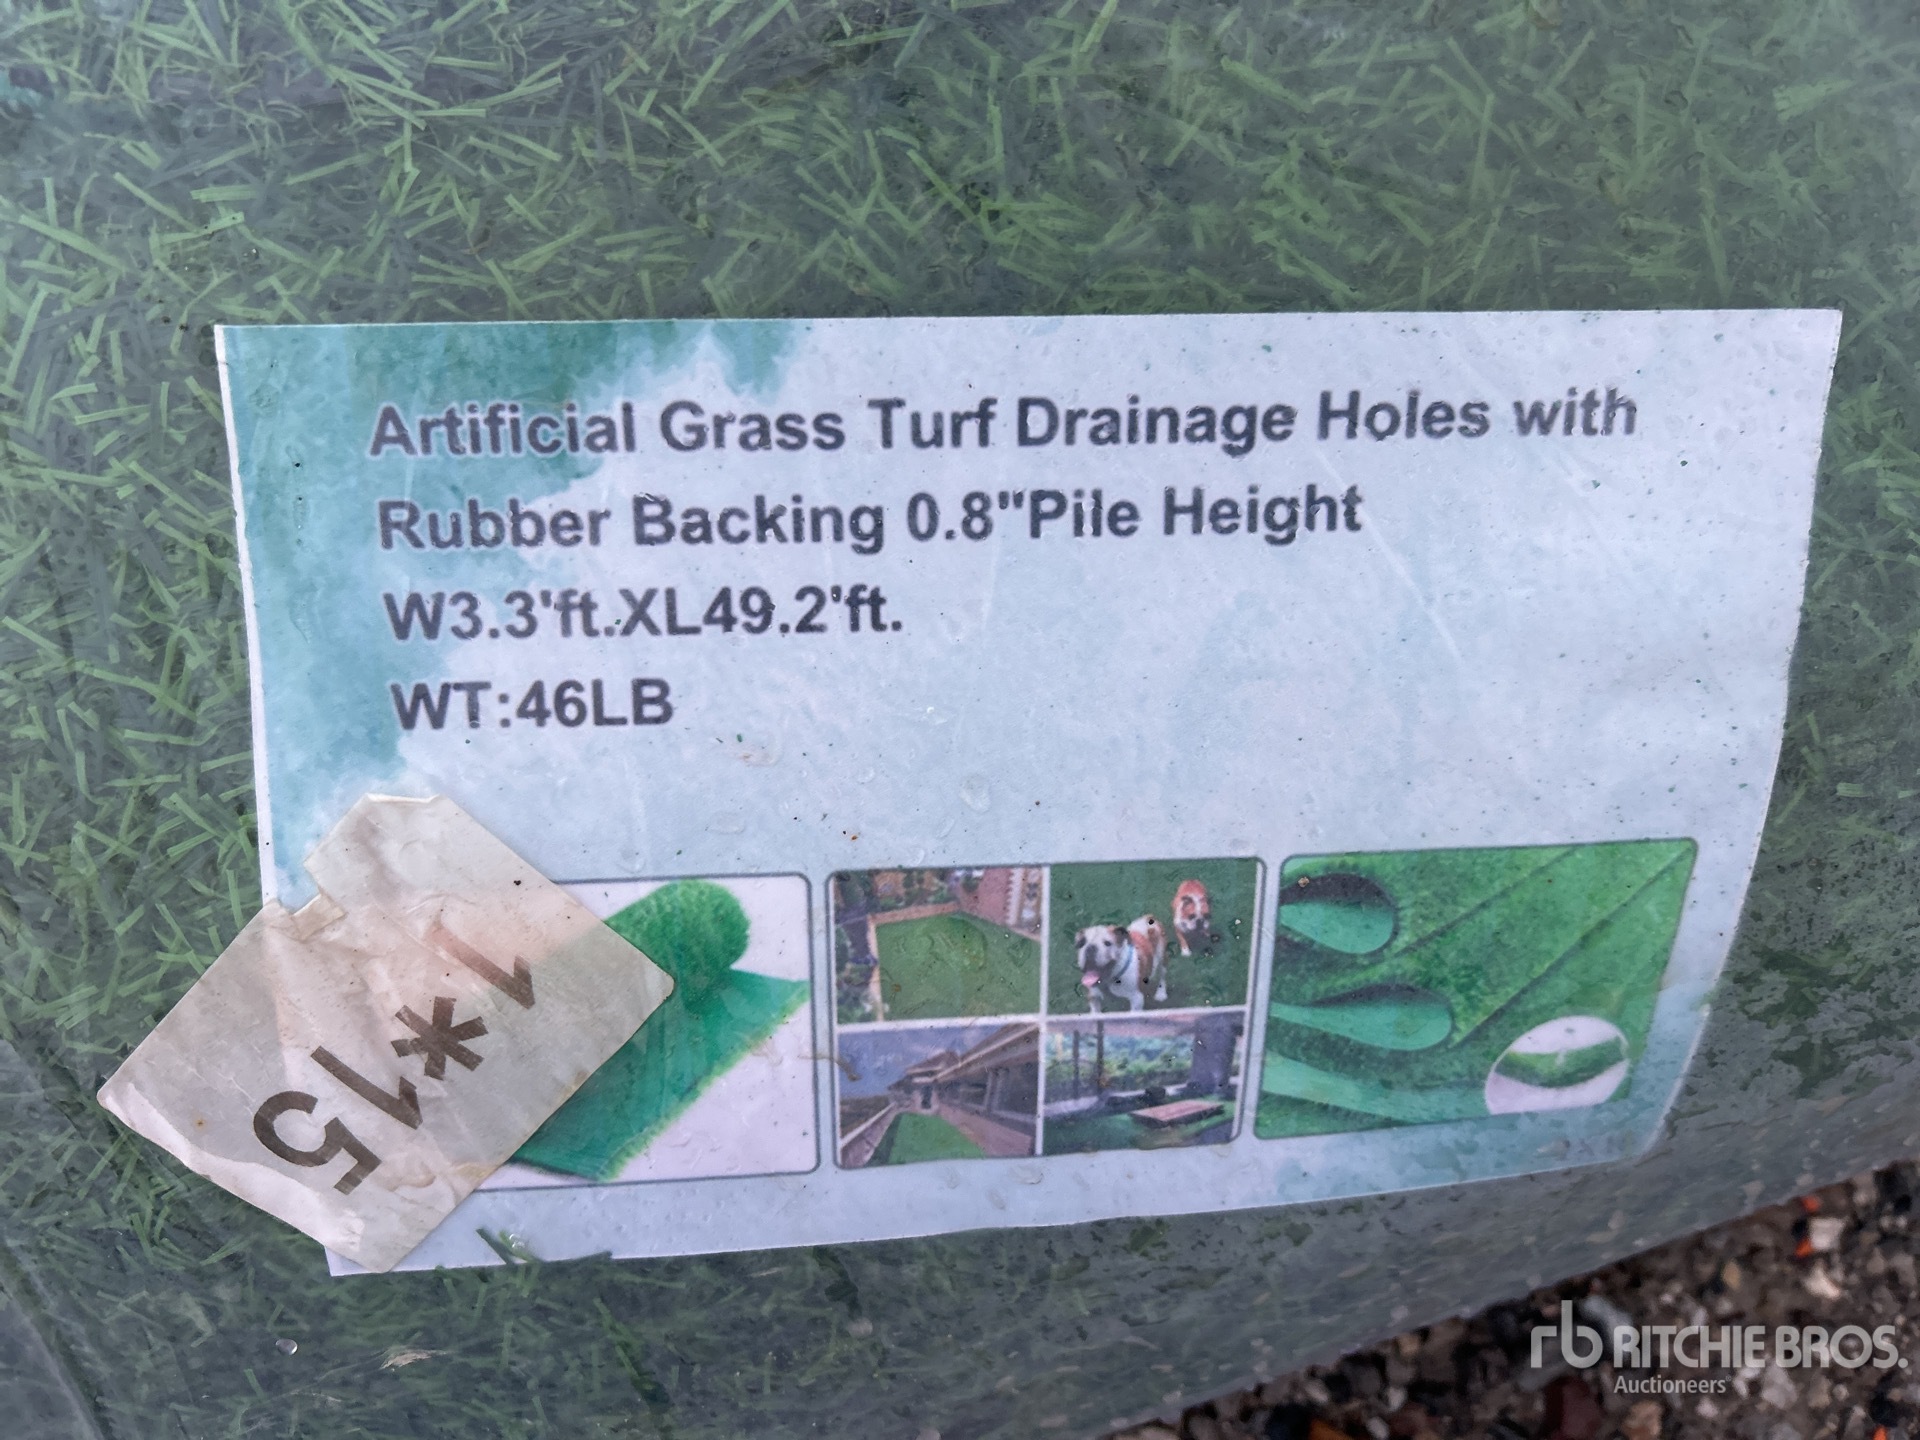 Artificial Grass Turf Drainage Holes with
Rubber Backing 0.8"Pile Height
W3.3'ft.XL49.2'ft.
WT:46LB
1*15
rb RITCHIE BROS.
Auctioneers